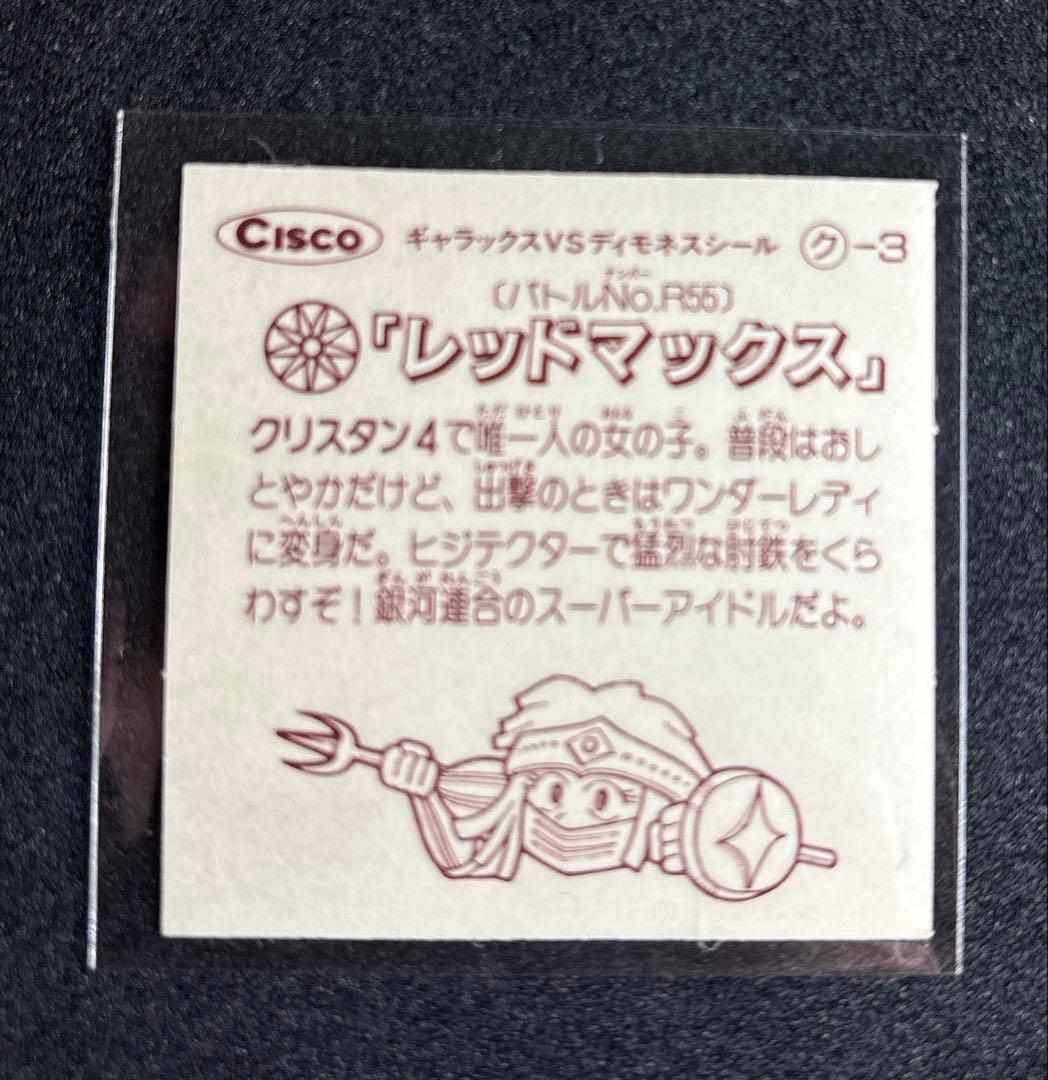 CISCO ギャラックスVSディモネスシール ㋗-3
〔バトルNo.R55〕
『レッドマックス』
クリスタン4で唯一人の女の子。普段はおし
とやかだけど、出撃のときはワンダーレディ
に変身だ。ヒジテクターで猛烈な肘鉄をくら
わすぞ!銀河連合のスーパーアイドルだよ。